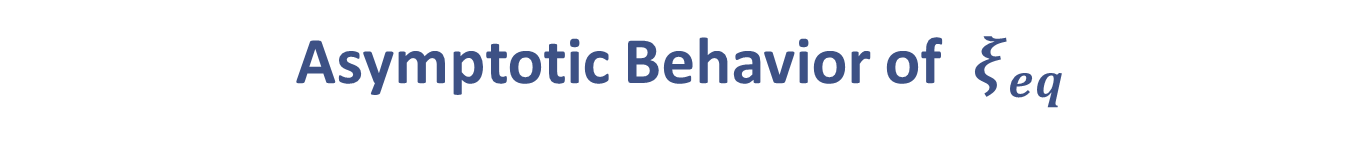 Asymptotic Behavior of ξ_eq